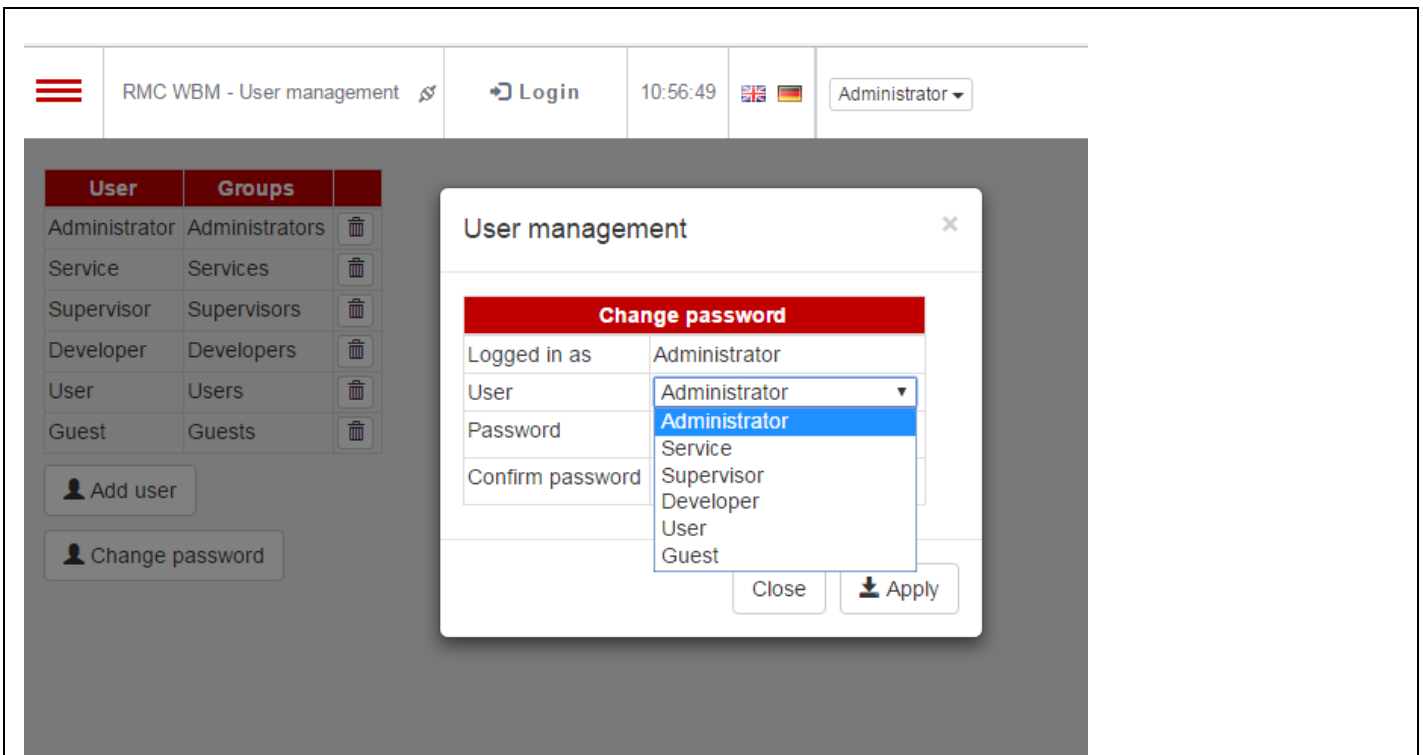 RMC WBM - User management Login 10:56:49 Administrator
User Groups
Administrator Administrators
Service Services
Supervisor Supervisors
Developer Developers
User Users
Guest Guests
Add user
Change password
User management ×
Change password
Logged in as Administrator
User Administrator
Administrator
Password
Service
Supervisor
Confirm password
Developer
User
Guest
Close Apply